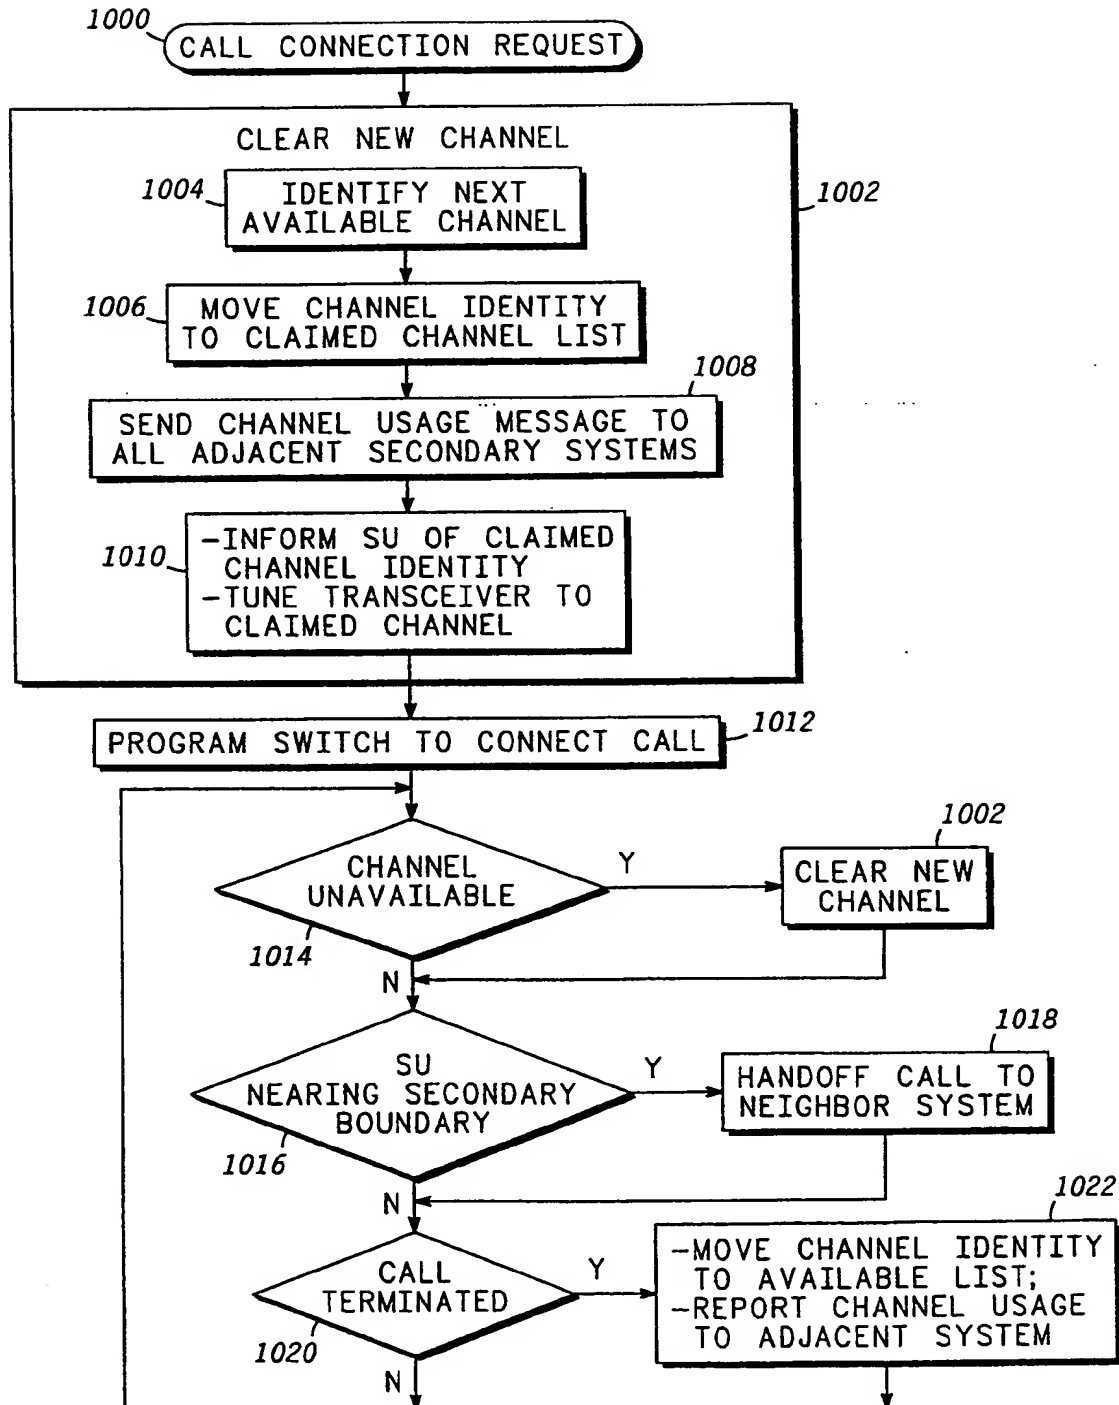 1000
CALL CONNECTION REQUEST
CLEAR NEW CHANNEL
1002
1004
IDENTIFY NEXT
AVAILABLE CHANNEL
1006
MOVE CHANNEL IDENTITY
TO CLAIMED CHANNEL LIST
1008
SEND CHANNEL USAGE MESSAGE TO
ALL ADJACENT SECONDARY SYSTEMS
1010
-INFORM SU OF CLAIMED
CHANNEL IDENTITY
-TUNE TRANSCEIVER TO
CLAIMED CHANNEL
PROGRAM SWITCH TO CONNECT CALL
1012
CHANNEL
UNAVAILABLE
1014
Y
N
1002
CLEAR NEW
CHANNEL
SU
NEARING SECONDARY
BOUNDARY
1016
Y
N
1018
HANDOFF CALL TO
NEIGHBOR SYSTEM
CALL
TERMINATED
1020
Y
N
1022
-MOVE CHANNEL IDENTITY
TO AVAILABLE LIST;
-REPORT CHANNEL USAGE
TO ADJACENT SYSTEM